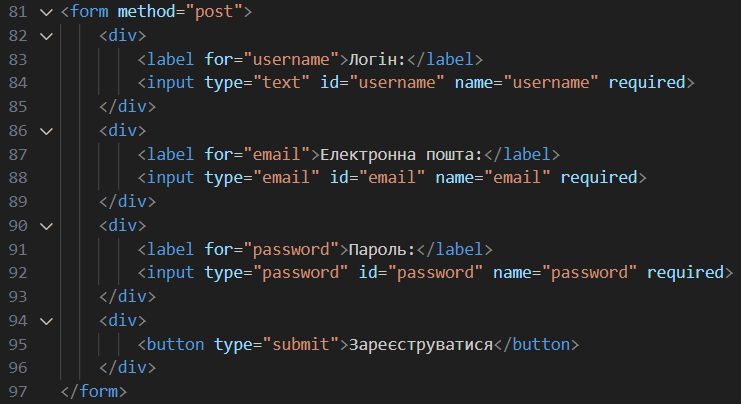 81 <form method="post">
82 <div>
83 <label for="username">Логін:</label>
84 <input type="text" id="username" name="username" required>
85 </div>
86 <div>
87 <label for="email">Електронна пошта:</label>
88 <input type="email" id="email" name="email" required>
89 </div>
90 <div>
91 <label for="password">Пароль:</label>
92 <input type="password" id="password" name="password" required>
93 </div>
94 <div>
95 <button type="submit">Зареєструватися</button>
96 </div>
97 </form>